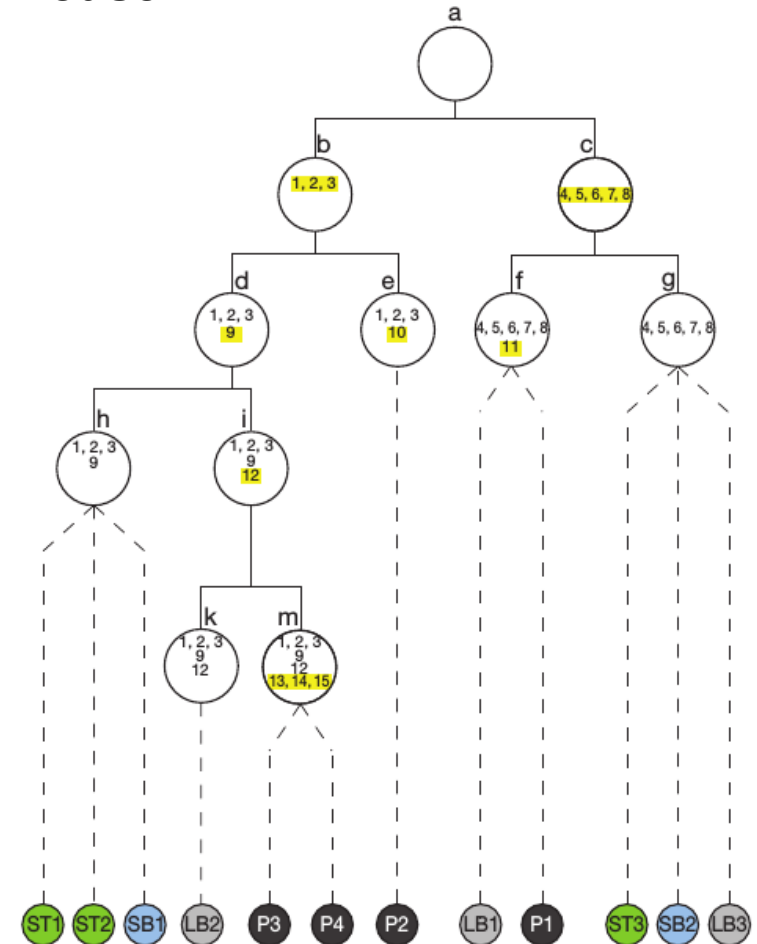 a
b
c
1, 2, 3
4, 5, 6, 7, 8
d
e
f
g
1, 2, 3
9
1, 2, 3
10
4, 5, 6, 7, 8
11
4, 5, 6, 7, 8
h
i
1, 2, 3
9
1, 2, 3
9
12
k
m
1, 2, 3
9
12
1, 2, 3
9
12
13, 14, 15
ST1 ST2 SB1 LB2 P3 P4 P2 LB1 P1 ST3 SB2 LB3